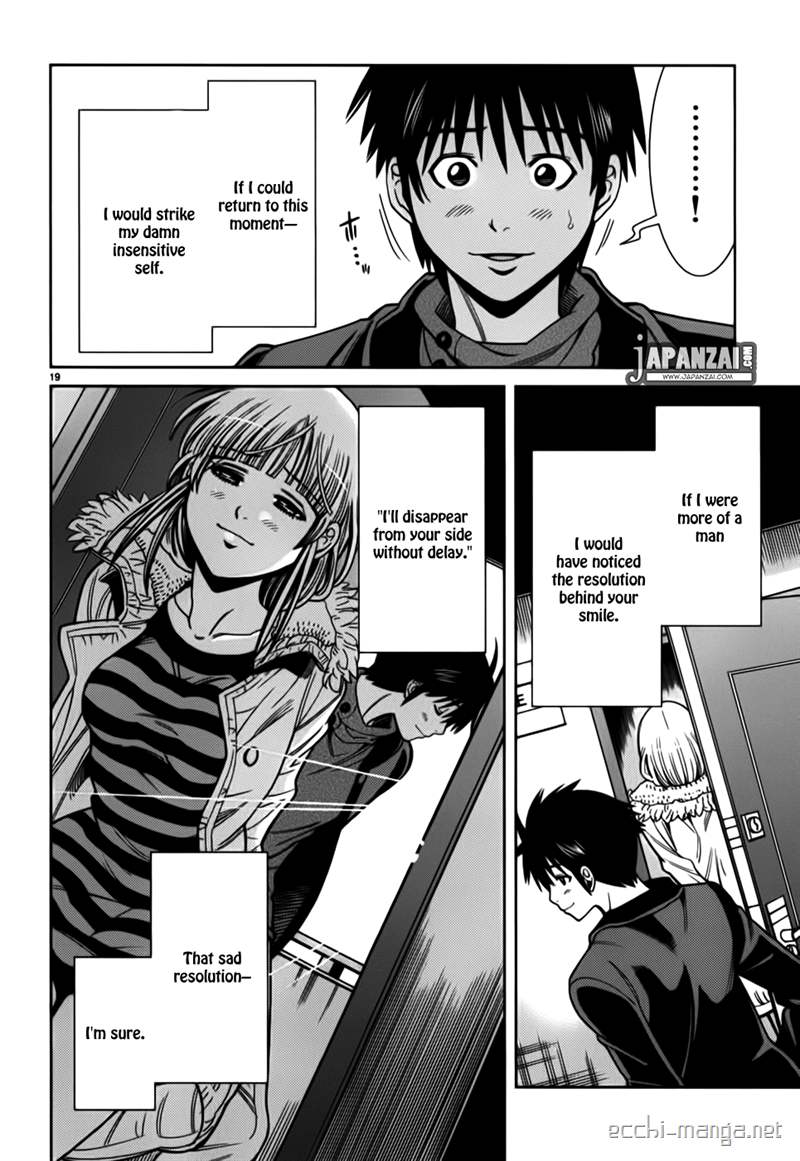 .......!
ポ…
If I could
return to this
moment—
I would strike
my damn
insensitive
self.
jAPANZAI.COM
WWW.JAPANZAI.COM
19
If I were
more of a
man
I would
have noticed
the resolution
behind your
smile.
"I'll disappear
from your side
without delay."
That sad
resolution—
I'm sure.
ecchi-manga.net